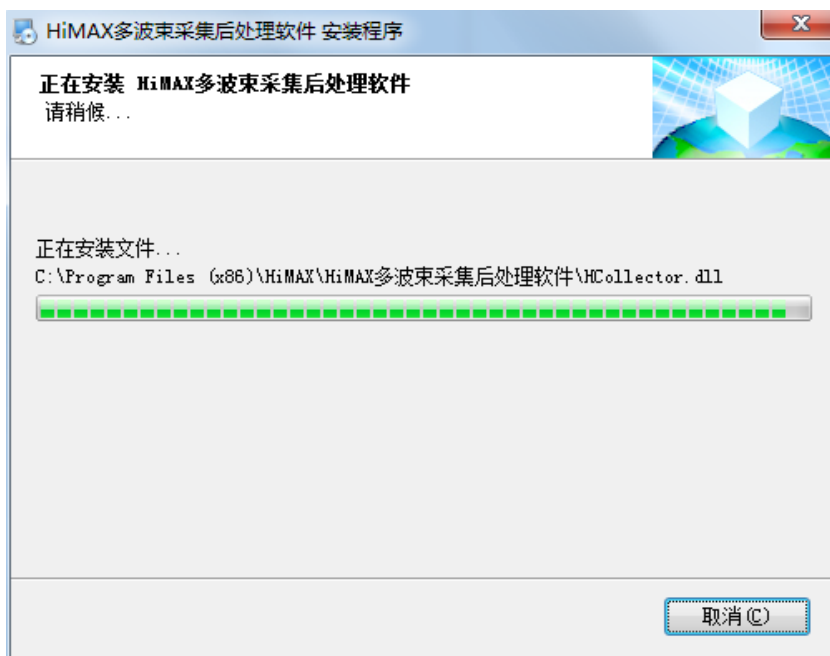 HiMAX多波束采集后处理软件 安装程序
正在安装 HiMAX多波束采集后处理软件
请稍候...
正在安装文件...
C:\Program Files (x86)\HiMAX\HiMAX多波束采集后处理软件\HCollector.dll
取消(C)